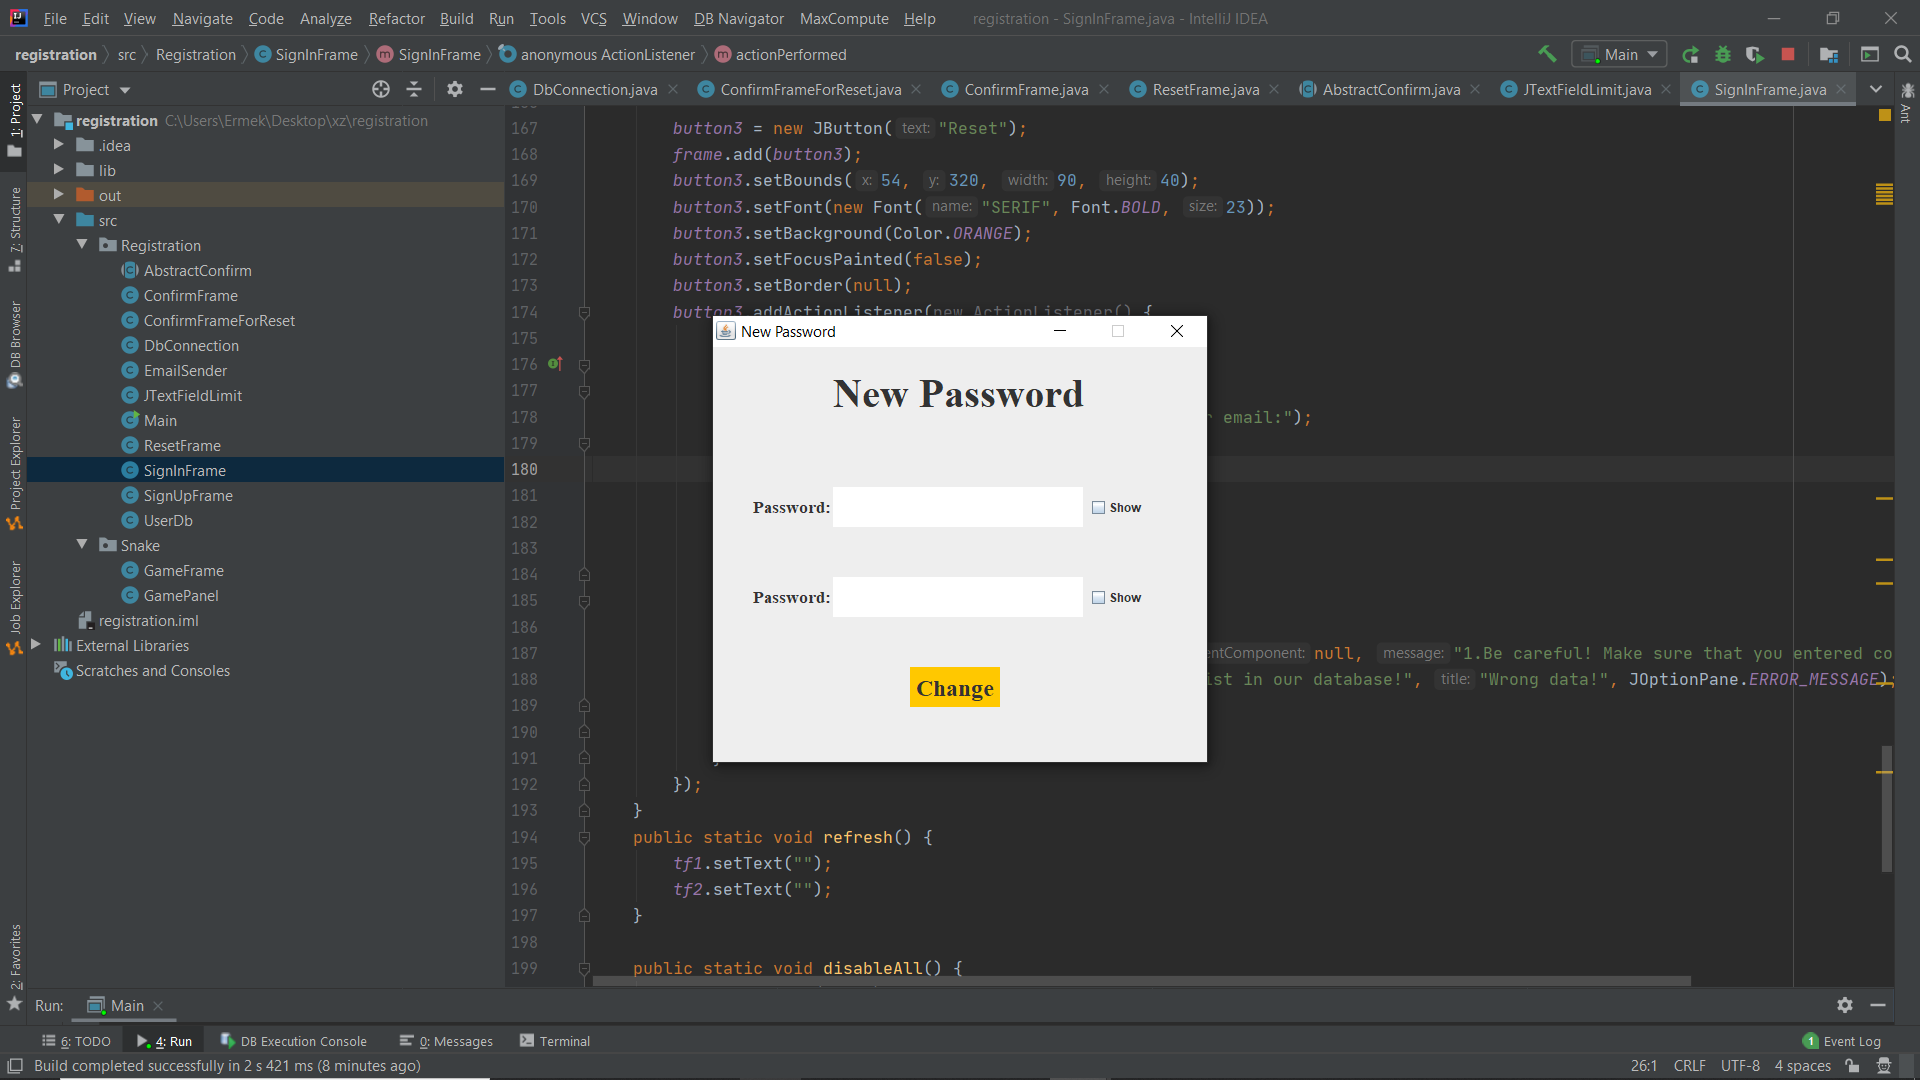 File Edit View Navigate Code Analyze Refactor Build Run Tools VCS Window DB Navigator MaxCompute Help registration - SignInFrame.java - IntelliJ IDEA
registration src Registration SignInFrame SignInFrame anonymous ActionListener actionPerformed Main
Project DbConnection.java ConfirmFrameForReset.java ConfirmFrame.java ResetFrame.java AbstractConfirm.java JTextFieldLimit.java SignInFrame.java
1: Project
7: Structure
DB Browser
Project Explorer
Job Explorer
2: Favorites
Ant
registration C:\Users\Ermek\Desktop\xz\registration
.idea
lib
out
src
Registration
AbstractConfirm
ConfirmFrame
ConfirmFrameForReset
DbConnection
EmailSender
JTextFieldLimit
Main
ResetFrame
SignInFrame
SignUpFrame
UserDb
Snake
GameFrame
GamePanel
registration.iml
External Libraries
Scratches and Consoles
167 button3 = new JButton( text: "Reset");
168 frame.add(button3);
169 button3.setBounds( x: 54, y: 320, width: 90, height: 40);
170 button3.setFont(new Font( name: "SERIF", Font.BOLD, size: 23));
171 button3.setBackground(Color.ORANGE);
172 button3.setFocusPainted(false);
173 button3.setBorder(null);
174 button3.addActionListener(new ActionListener() {
175
176
177
178 email:");
179
180
181
182
183
184
185
186
187 entComponent: null, message: "1.Be careful! Make sure that you entered co
188 ist in our database!", title: "Wrong data!", JOptionPane.ERROR_MESSAGE);
189
190
191 }
192 });
193 }
194 public static void refresh() {
195 tf1.setText("");
196 tf2.setText("");
197 }
198
199 public static void disableAll() {
New Password
New Password
Password: Show
Password: Show
Change
Run: Main
6: TODO 4: Run DB Execution Console 0: Messages Terminal 1 Event Log
Build completed successfully in 2 s 421 ms (8 minutes ago) 26:1 CRLF UTF-8 4 spaces